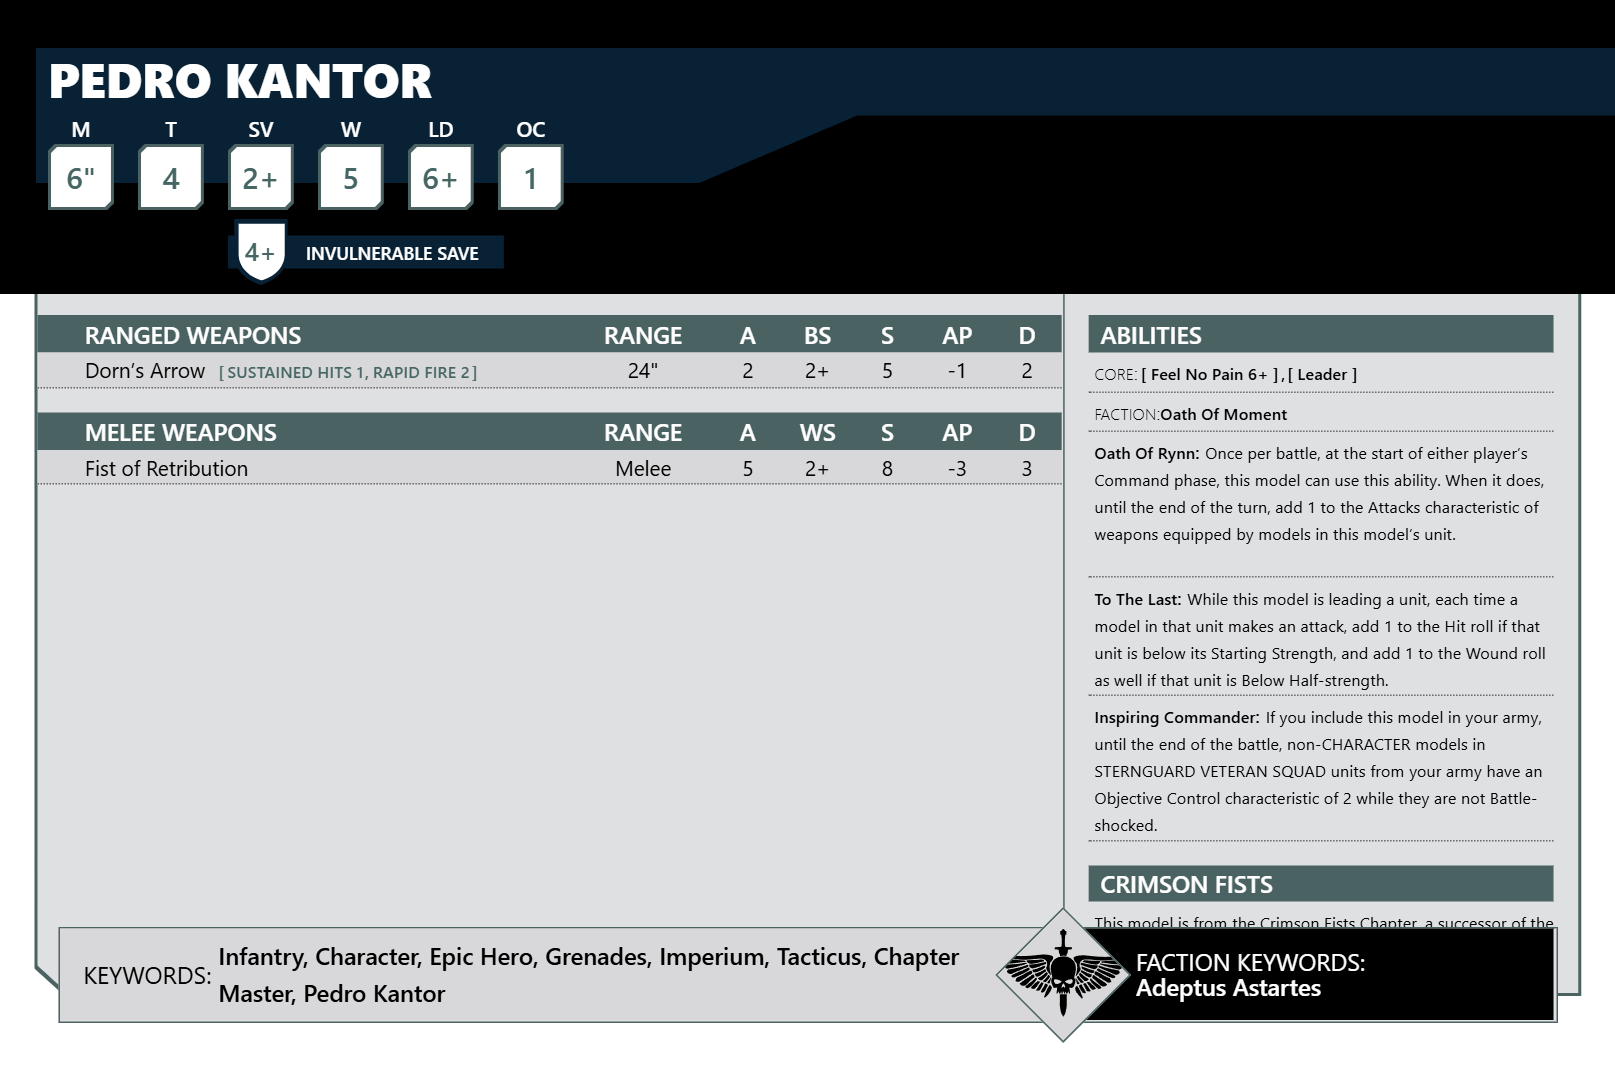 PEDRO KANTOR
M T SV W LD OC
6" 4 2+ 5 6+ 1
4+ INVULNERABLE SAVE
RANGED WEAPONS RANGE A BS S AP D
Dorn’s Arrow [ SUSTAINED HITS 1, RAPID FIRE 2 ] 24" 2 2+ 5 -1 2
MELEE WEAPONS RANGE A WS S AP D
Fist of Retribution Melee 5 2+ 8 -3 3
ABILITIES
CORE: [ Feel No Pain 6+ ] , [ Leader ]
FACTION:Oath Of Moment
Oath Of Rynn: Once per battle, at the start of either player’s
Command phase, this model can use this ability. When it does,
until the end of the turn, add 1 to the Attacks characteristic of
weapons equipped by models in this model’s unit.
To The Last: While this model is leading a unit, each time a
model in that unit makes an attack, add 1 to the Hit roll if that
unit is below its Starting Strength, and add 1 to the Wound roll
as well if that unit is Below Half-strength.
Inspiring Commander: If you include this model in your army,
until the end of the battle, non-CHARACTER models in
STERNGUARD VETERAN SQUAD units from your army have an
Objective Control characteristic of 2 while they are not Battle-
shocked.
CRIMSON FISTS
This model is from the Crimson Fists Chapter, a successor of the
KEYWORDS: Infantry, Character, Epic Hero, Grenades, Imperium, Tacticus, Chapter
Master, Pedro Kantor
FACTION KEYWORDS:
Adeptus Astartes